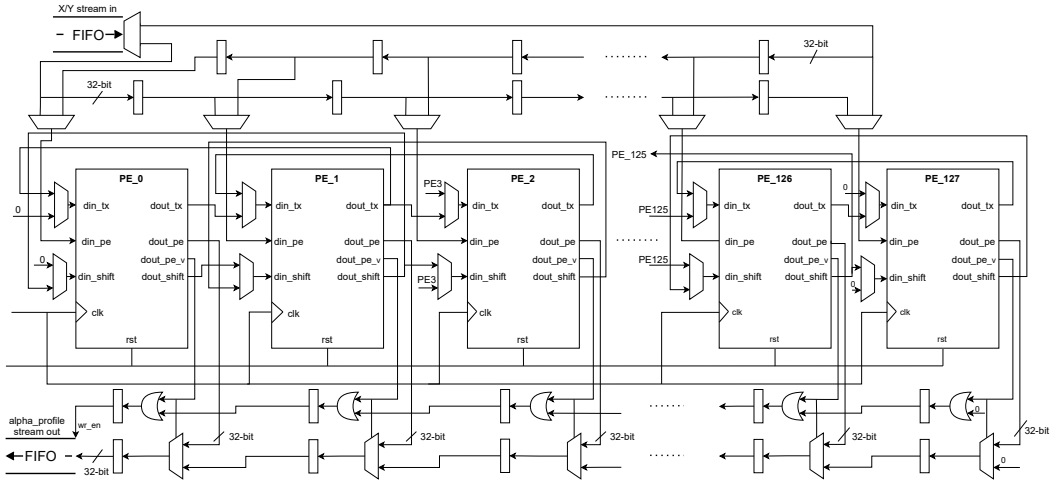 X/Y stream in
FIFO
32-bit
32-bit
PE_125
PE_0
din_tx
dout_tx
0
din_pe
dout_pe
dout_pe_v
0
din_shift
dout_shift
clk
rst
PE_1
din_tx
dout_tx
din_pe
dout_pe
dout_pe_v
din_shift
dout_shift
clk
rst
PE_2
PE3
din_tx
dout_tx
din_pe
dout_pe
dout_pe_v
din_shift
dout_shift
PE3
clk
rst
PE_126
din_tx
dout_tx
PE125
din_pe
dout_pe
dout_pe_v
PE125
din_shift
dout_shift
clk
rst
PE_127
0
din_tx
dout_tx
din_pe
dout_pe
dout_pe_v
din_shift
dout_shift
0
clk
rst
alpha_profile
stream out
wr_en
FIFO
32-bit
32-bit
32-bit
32-bit
0
32-bit
0